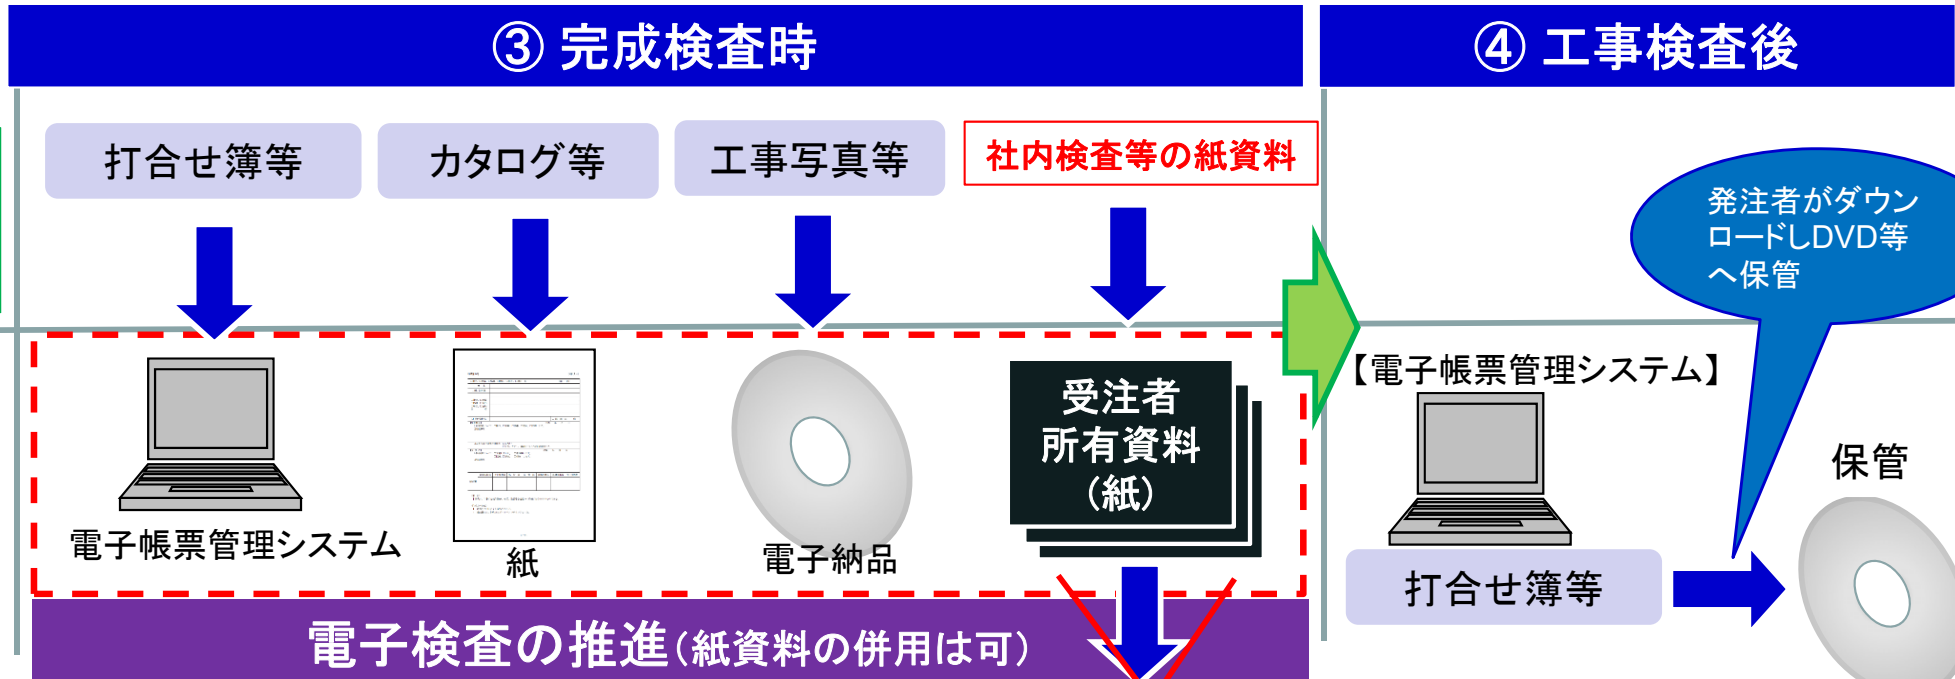 ③ 完成検査時
④ 工事検査後
打合せ簿等
カタログ等
工事写真等
社内検査等の紙資料
発注者がダウン
ロードしDVD等
へ保管
電子帳票管理システム
紙
電子納品
受注者
所有資料
（紙）
【電子帳票管理システム】
保管
打合せ簿等
電子検査の推進（紙資料の併用は可）